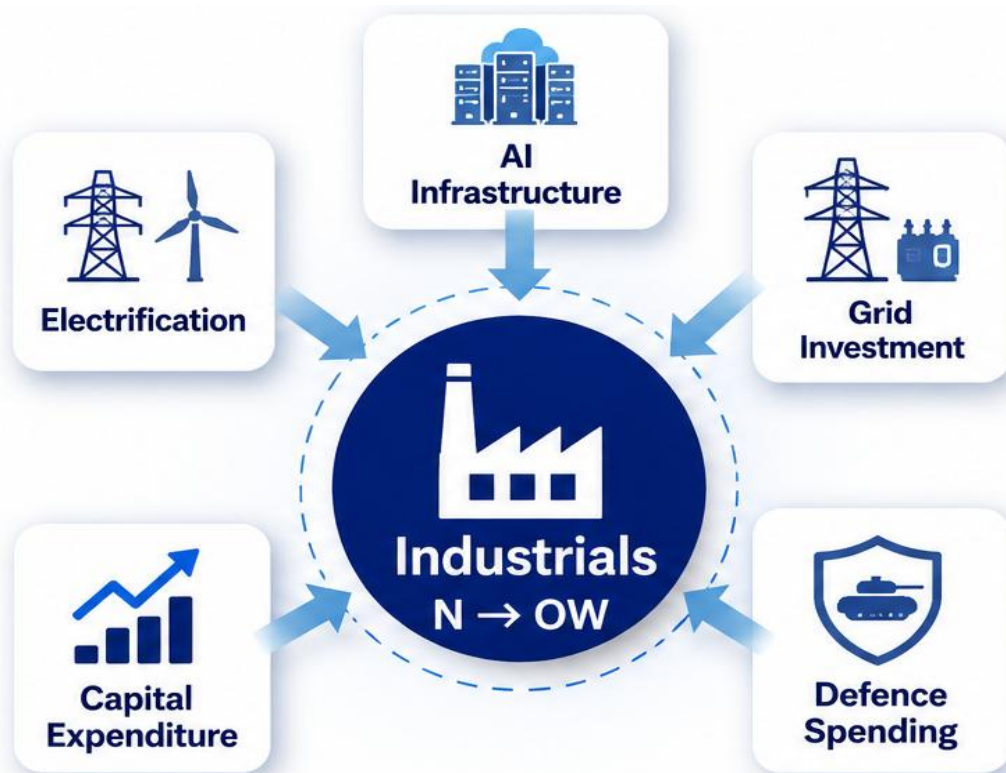 AI
Infrastructure
Electrification
Grid
Investment
Industrials
N → OW
Capital
Expenditure
Defence
Spending